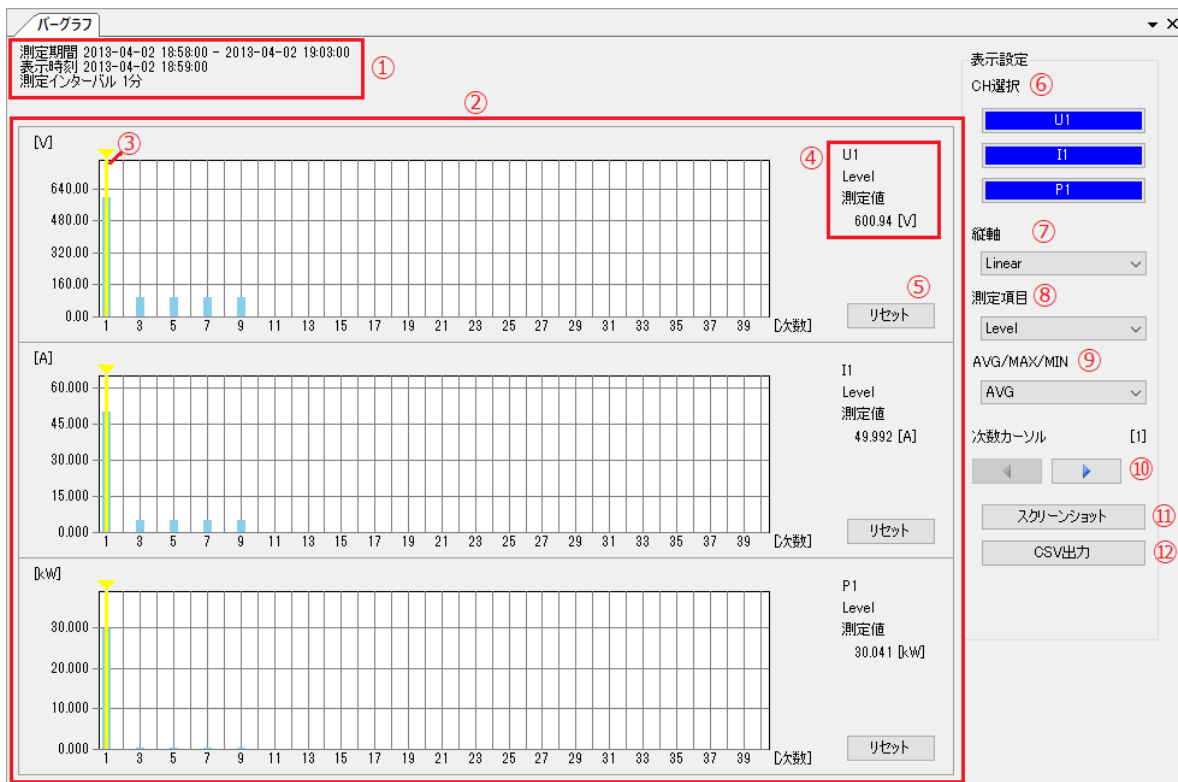 バーグラフ
測定期間 2013-04-02 18:58:00 - 2013-04-02 19:03:00
表示時刻 2013-04-02 18:59:00
測定インターバル 1分
①
②
[V]
③
640.00
480.00
320.00
160.00
0.00
1 3 5 7 9 11 13 15 17 19 21 23 25 27 29 31 33 35 37 39 [次数]
④
U1
Level
測定値
600.94 [V]
⑤
リセット
[A]
60.000
45.000
30.000
15.000
0.000
1 3 5 7 9 11 13 15 17 19 21 23 25 27 29 31 33 35 37 39 [次数]
I1
Level
測定値
49.992 [A]
リセット
[kW]
30.000
20.000
10.000
0.000
1 3 5 7 9 11 13 15 17 19 21 23 25 27 29 31 33 35 37 39 [次数]
P1
Level
測定値
30.041 [kW]
リセット
表示設定
CH選択 ⑥
U1
I1
P1
縦軸 ⑦
Linear
測定項目 ⑧
Level
AVG/MAX/MIN ⑨
AVG
次数カーソル [1]
⑩
スクリーンショット ⑪
CSV出力 ⑫